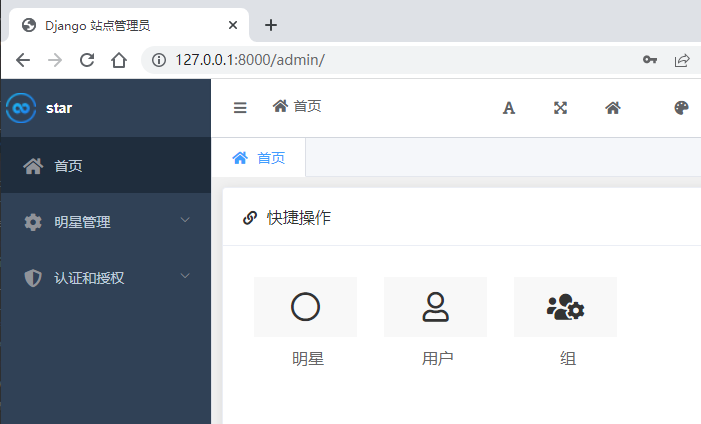 Django 站点管理员
127.0.0.1:8000/admin/
star
首页
首页
A
首页
明星管理
认证和授权
快捷操作
明星
用户
组